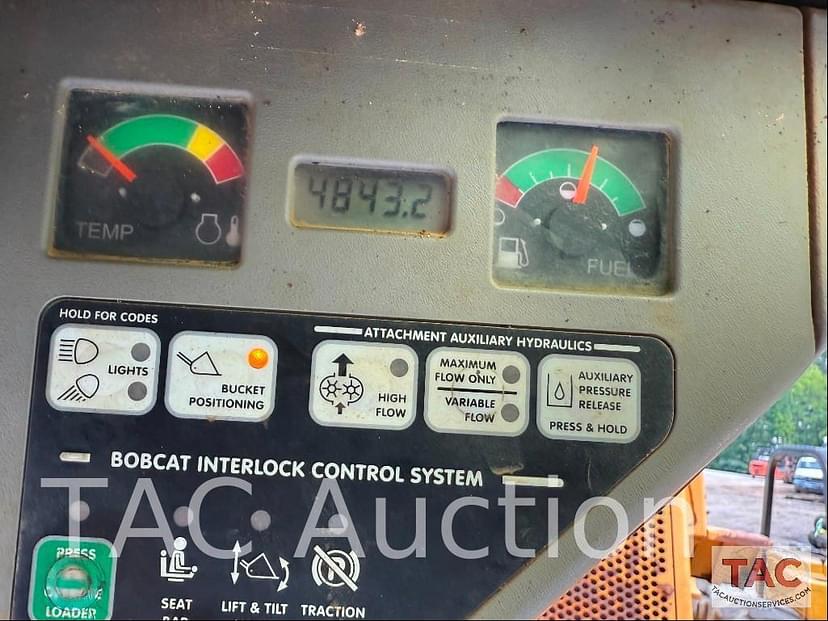 4843.2
TEMP
FUEL
HOLD FOR CODES
LIGHTS
BUCKET
POSITIONING
ATTACHMENT AUXILIARY HYDRAULICS
HIGH
FLOW
MAXIMUM
FLOW ONLY
VARIABLE
FLOW
AUXILIARY
PRESSURE
RELEASE
PRESS & HOLD
BOBCAT INTERLOCK CONTROL SYSTEM
TAC Auction
PRESS
LOADER
SEAT
BAR
LIFT & TILT
TRACTION
TAC
TACAUCTIONSERVICES.COM